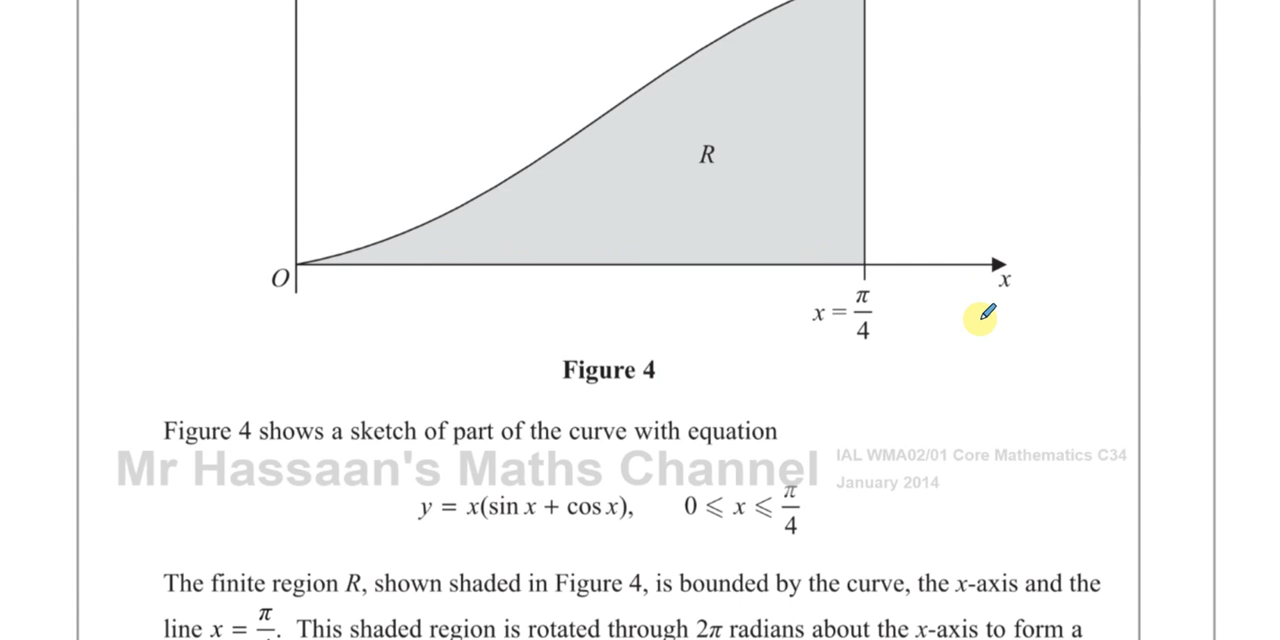 R
O
x
x = π/4
Figure 4
Figure 4 shows a sketch of part of the curve with equation
Mr Hassaan's Maths Channel
IAL WMA02/01 Core Mathematics C34
January 2014
y = x(sin x + cos x), 0 ⩽ x ⩽ π/4
The finite region R, shown shaded in Figure 4, is bounded by the curve, the x-axis and the
line x = π/. This shaded region is rotated through 2π radians about the x-axis to form a